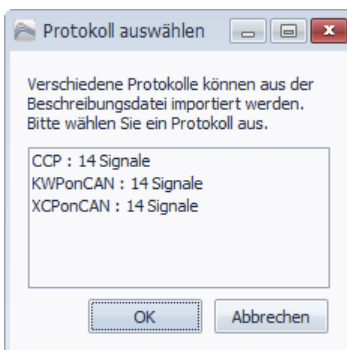 Protokoll auswählen
Verschiedene Protokolle können aus der
Beschreibungsdatei importiert werden.
Bitte wählen Sie ein Protokoll aus.
CCP : 14 Signale
KWPonCAN : 14 Signale
XCPonCAN : 14 Signale
OK Abbrechen